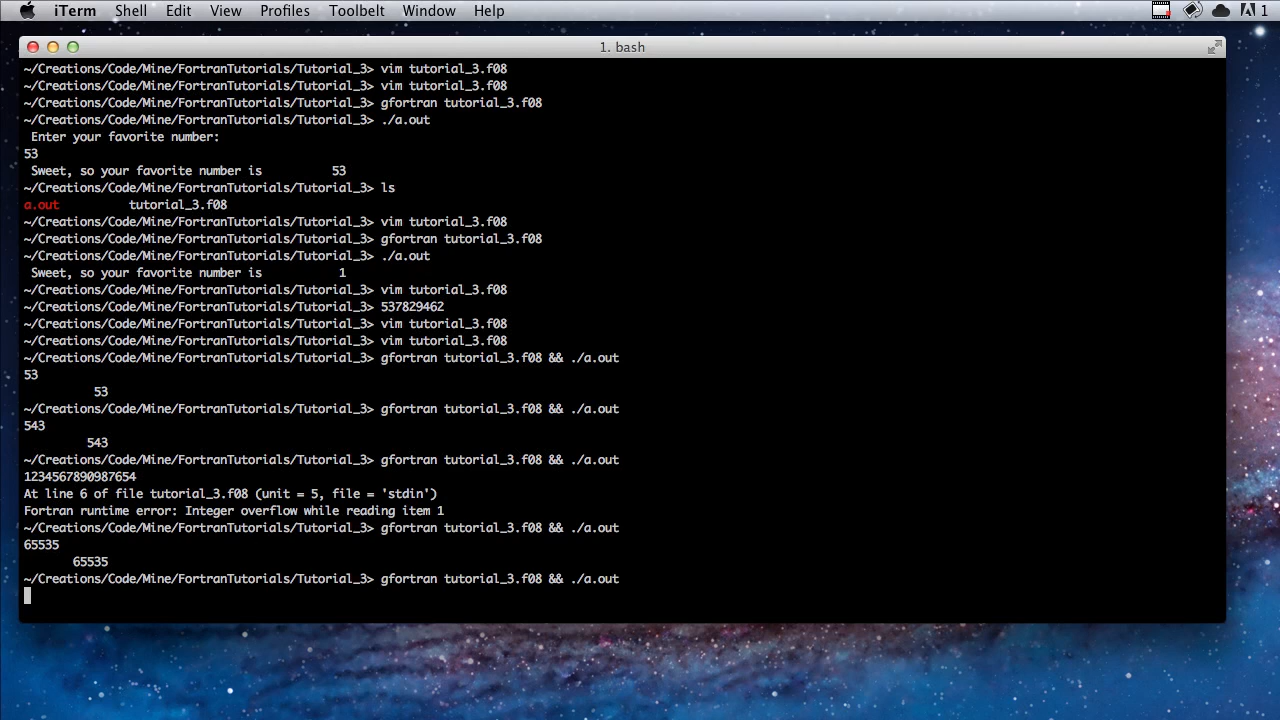 iTerm Shell Edit View Profiles Toolbelt Window Help 1
1. bash
~/Creations/Code/Mine/FortranTutorials/Tutorial_3> vim tutorial_3.f08
~/Creations/Code/Mine/FortranTutorials/Tutorial_3> vim tutorial_3.f08
~/Creations/Code/Mine/FortranTutorials/Tutorial_3> gfortran tutorial_3.f08
~/Creations/Code/Mine/FortranTutorials/Tutorial_3> ./a.out
Enter your favorite number:
53
Sweet, so your favorite number is 53
~/Creations/Code/Mine/FortranTutorials/Tutorial_3> ls
a.out tutorial_3.f08
~/Creations/Code/Mine/FortranTutorials/Tutorial_3> vim tutorial_3.f08
~/Creations/Code/Mine/FortranTutorials/Tutorial_3> gfortran tutorial_3.f08
~/Creations/Code/Mine/FortranTutorials/Tutorial_3> ./a.out
Sweet, so your favorite number is 1
~/Creations/Code/Mine/FortranTutorials/Tutorial_3> vim tutorial_3.f08
~/Creations/Code/Mine/FortranTutorials/Tutorial_3> 537829462
~/Creations/Code/Mine/FortranTutorials/Tutorial_3> vim tutorial_3.f08
~/Creations/Code/Mine/FortranTutorials/Tutorial_3> vim tutorial_3.f08
~/Creations/Code/Mine/FortranTutorials/Tutorial_3> gfortran tutorial_3.f08 && ./a.out
53
53
~/Creations/Code/Mine/FortranTutorials/Tutorial_3> gfortran tutorial_3.f08 && ./a.out
543
543
~/Creations/Code/Mine/FortranTutorials/Tutorial_3> gfortran tutorial_3.f08 && ./a.out
1234567890987654
At line 6 of file tutorial_3.f08 (unit = 5, file = 'stdin')
Fortran runtime error: Integer overflow while reading item 1
~/Creations/Code/Mine/FortranTutorials/Tutorial_3> gfortran tutorial_3.f08 && ./a.out
65535
65535
~/Creations/Code/Mine/FortranTutorials/Tutorial_3> gfortran tutorial_3.f08 && ./a.out